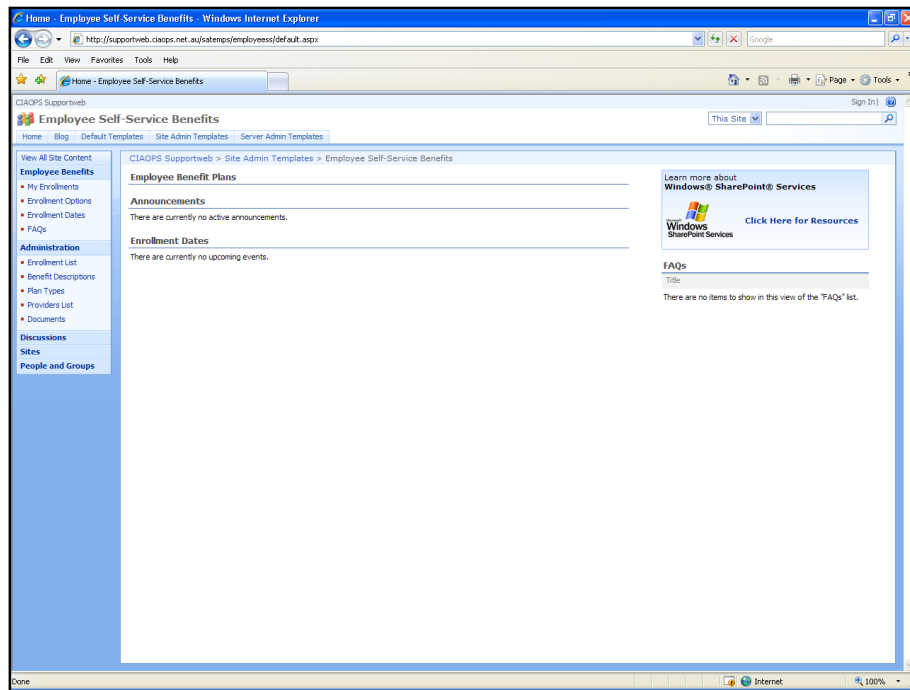 Home - Employee Self-Service Benefits - Windows Internet Explorer
http://supportweb.ciaops.net.au/satemps/employeess/default.aspx
Google
File Edit View Favorites Tools Help
Home - Employee Self-Service Benefits
Page Tools
CIAOPS Supportweb
Sign In |
Employee Self-Service Benefits
This Site
Home Blog Default Templates Site Admin Templates Server Admin Templates
View All Site Content
Employee Benefits
My Enrollments
Enrollment Options
Enrollment Dates
FAQs
Administration
Enrollment List
Benefit Descriptions
Plan Types
Providers List
Documents
Discussions
Sites
People and Groups
CIAOPS Supportweb > Site Admin Templates > Employee Self-Service Benefits
Employee Benefit Plans
Announcements
There are currently no active announcements.
Enrollment Dates
There are currently no upcoming events.
Learn more about
Windows® SharePoint® Services
Microsoft
Windows
SharePoint Services
Click Here for Resources
FAQs
Title
There are no items to show in this view of the "FAQs" list.
Done
Internet
100%